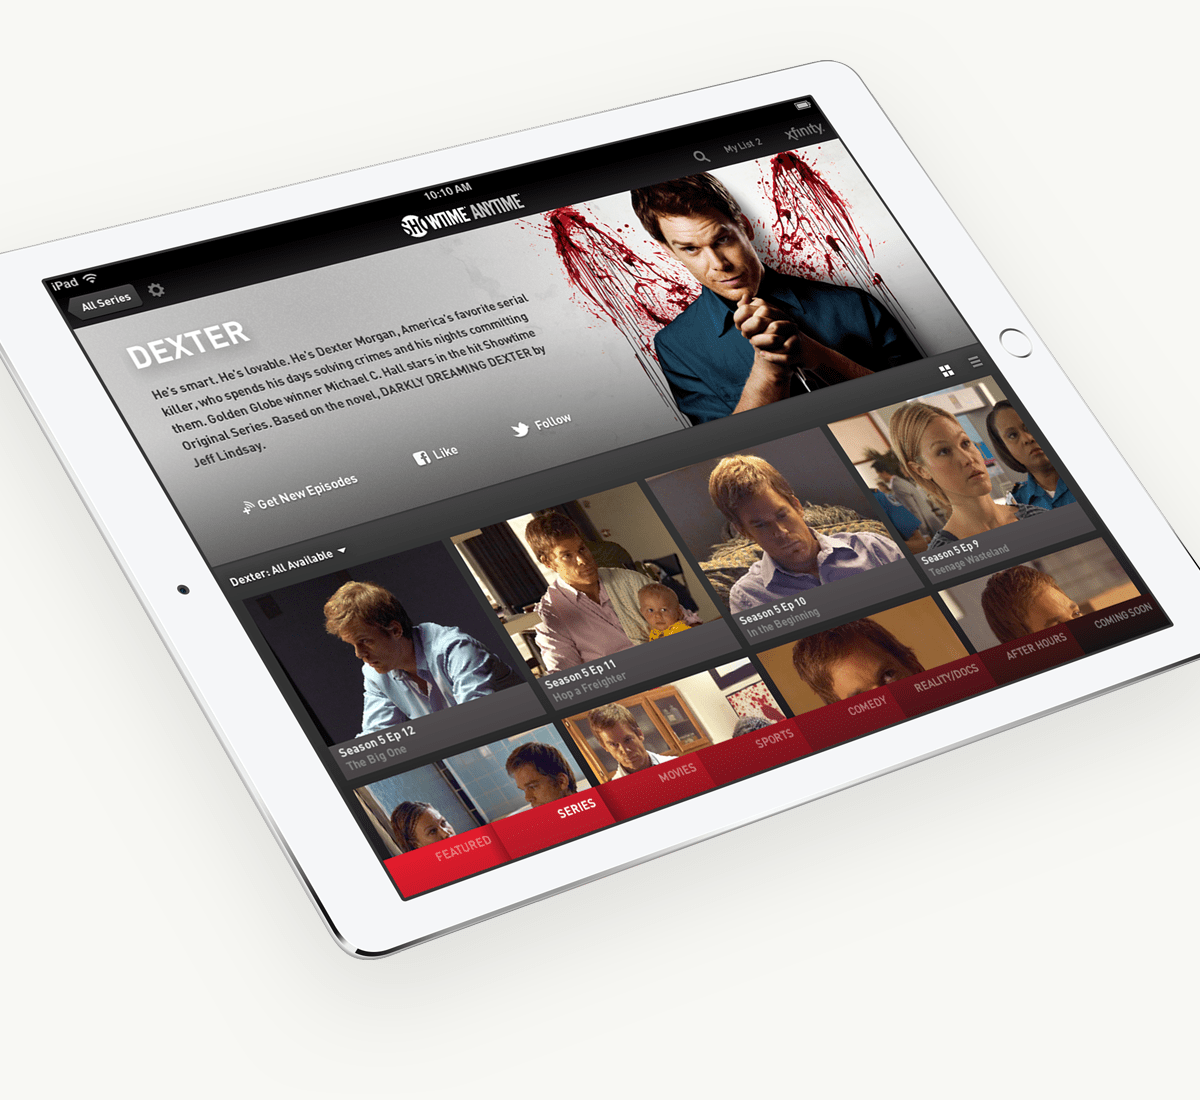 iPad
10:10 AM
All Series
SHOWTIME ANYTIME
My List 2
xfinity
DEXTER
He's smart. He's lovable. He's Dexter Morgan, America's favorite serial
killer, who spends his days solving crimes and his nights committing
them. Golden Globe winner Michael C. Hall stars in the hit Showtime
Original Series. Based on the novel, DARKLY DREAMING DEXTER by
Jeff Lindsay.
Get New Episodes
Like
Follow
Dexter: All Available
Season 5 Ep 12
The Big One
Season 5 Ep 11
Hop a Freighter
Season 5 Ep 10
In the Beginning
Season 5 Ep 9
Teenage Wasteland
FEATURED
SERIES
MOVIES
SPORTS
COMEDY
REALITY/DOCS
AFTER HOURS
COMING SOON